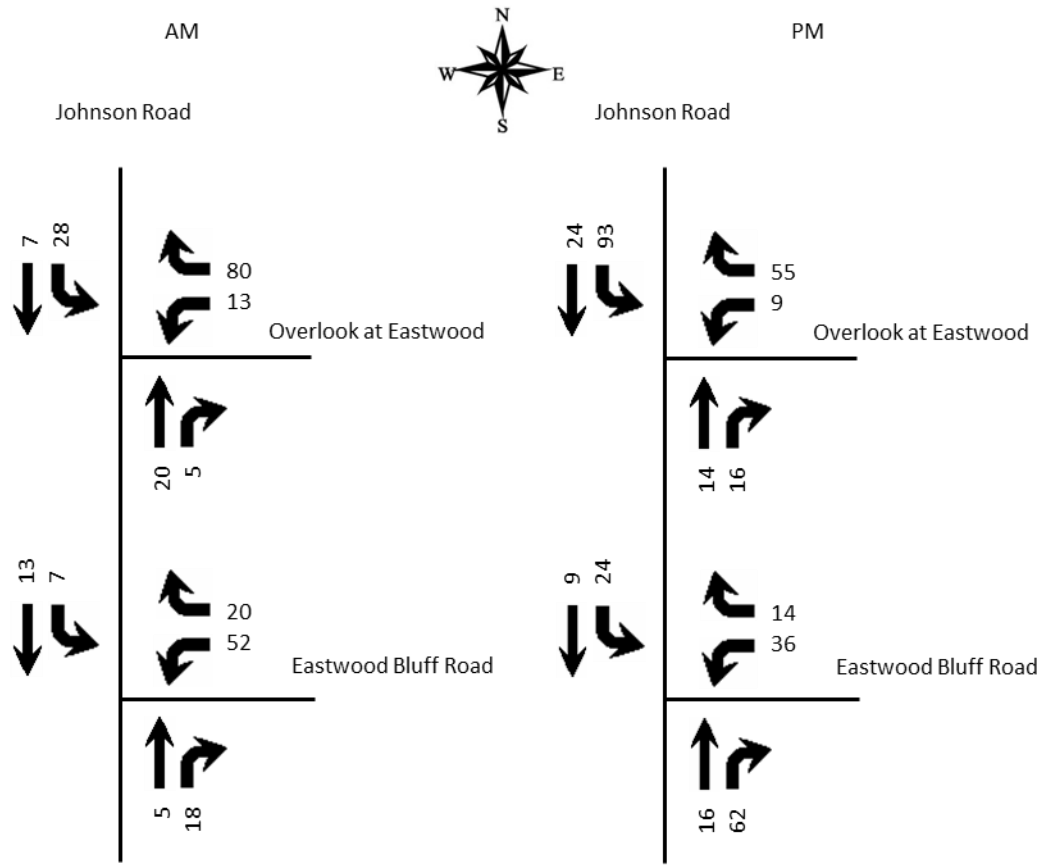 AM
PM
N
W E
S
Johnson Road
Johnson Road
7 28
80
13
Overlook at Eastwood
20 5
24 93
55
9
Overlook at Eastwood
14 16
13 7
20
52
Eastwood Bluff Road
5 18
9 24
14
36
Eastwood Bluff Road
16 62